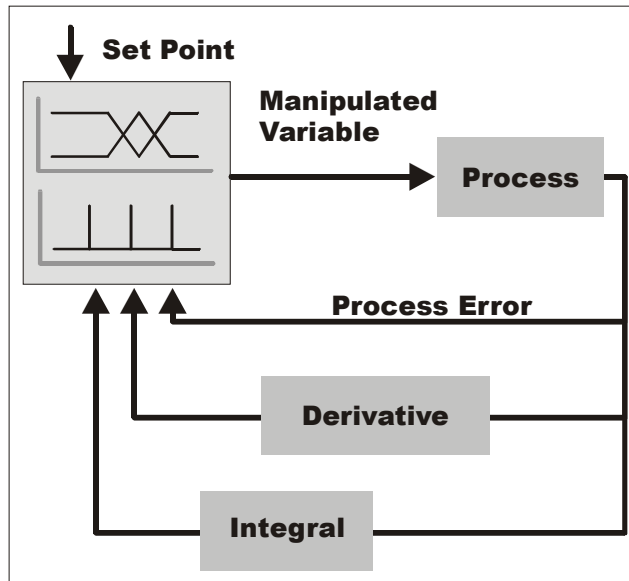 Set Point
Manipulated
Variable
Process
Process Error
Derivative
Integral